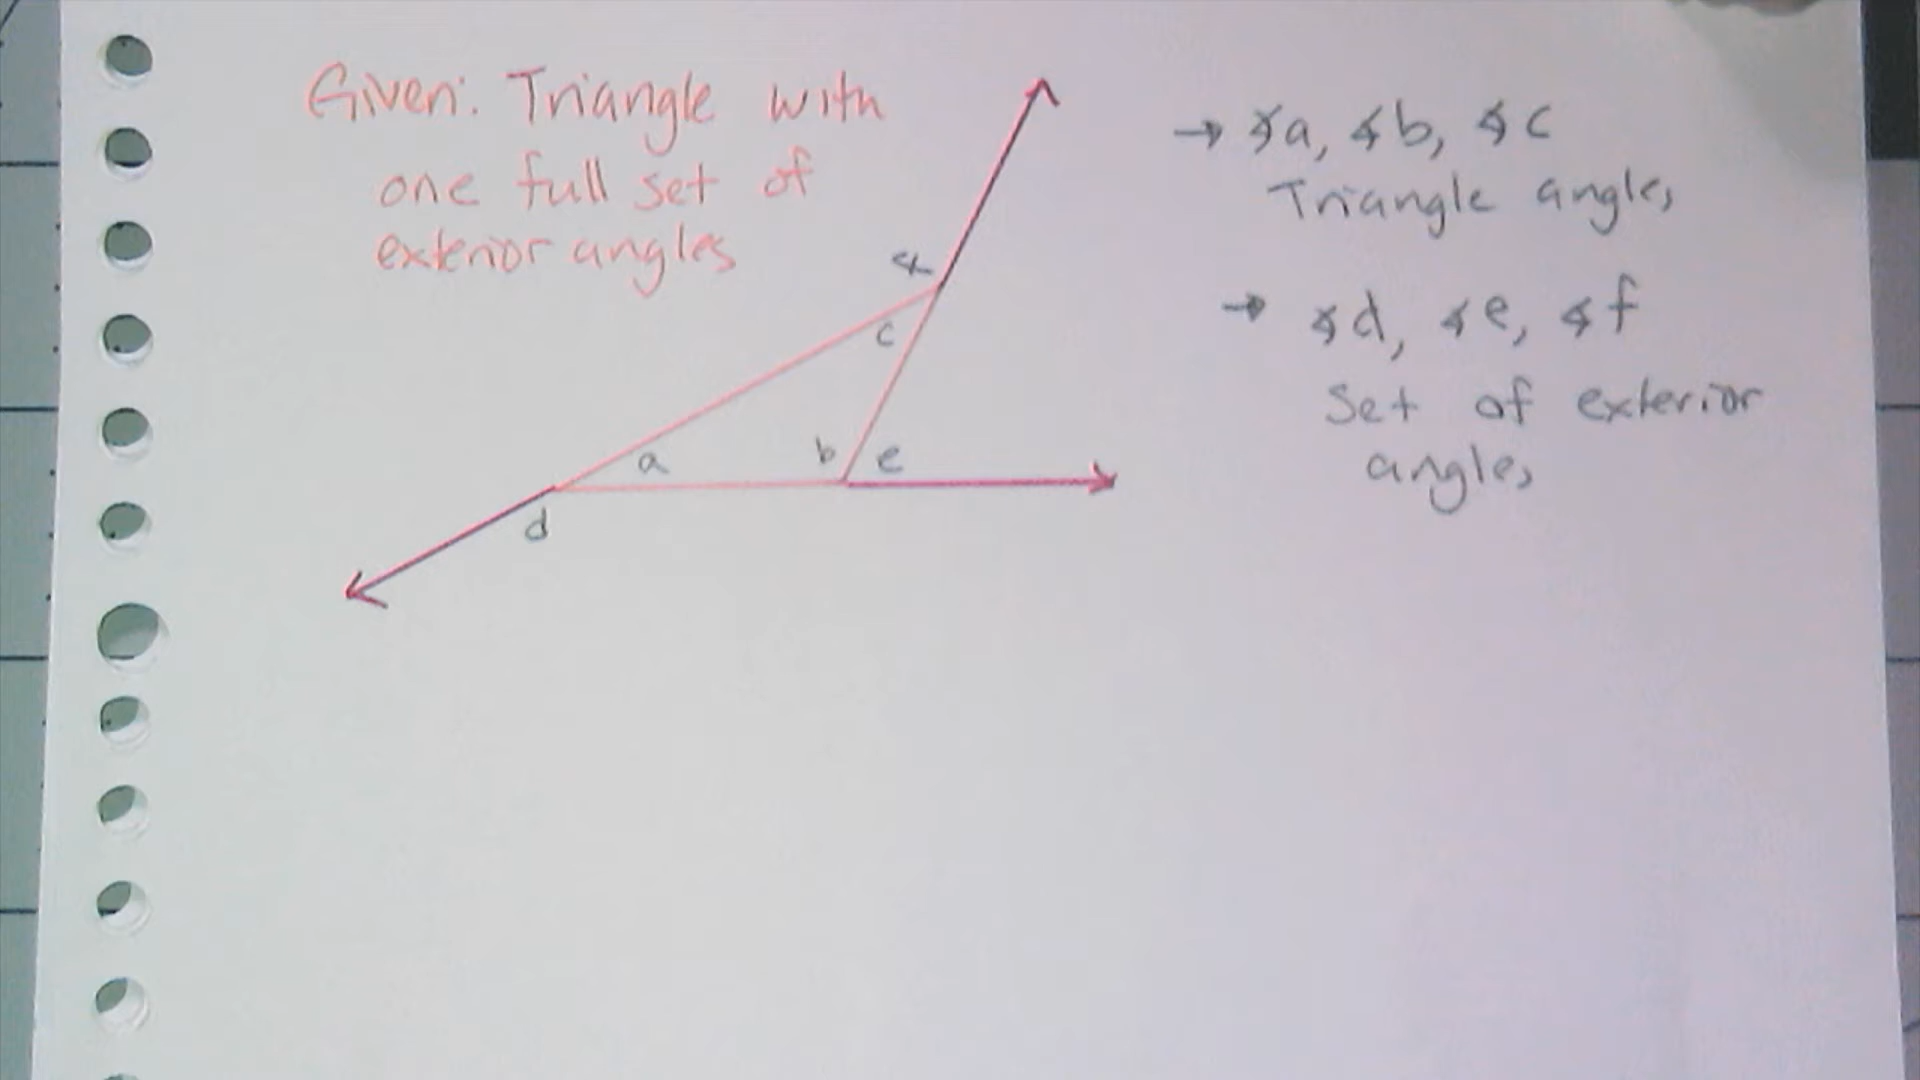 Given: Triangle with
one full set of
exterior angles
→ ∡a, ∡b, ∡c
Triangle angles
→ ∡d, ∡e, ∡f
Set of exterior
angles
f
c
a
b
e
d